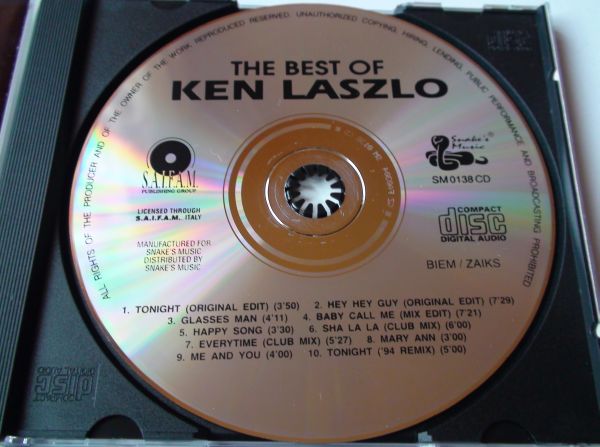 ALL RIGHTS OF THE PRODUCER AND OF THE OWNER OF THE WORK REPRODUCED RESERVED. UNAUTHORIZED COPYING, HIRING, LENDING, PUBLIC PERFORMANCE AND BROADCASTING PROHIBITED
THE BEST OF
KEN LASZLO
S.A.I.F.A.M.
PUBLISHING GROUP
LICENSED THROUGH
S.A.I.F.A.M. ITALY
MANUFACTURED FOR
SNAKE'S MUSIC
DISTRIBUTED BY
SNAKE'S MUSIC
Snake's
Music
SM 0138 CD
COMPACT
disc
DIGITAL AUDIO
BIEM / ZAIKS
1. TONIGHT (ORIGINAL EDIT) (3'50) 2. HEY HEY GUY (ORIGINAL EDIT) (7'29)
3. GLASSES MAN (4'11) 4. BABY CALL ME (MIX EDIT) (7'21)
5. HAPPY SONG (3'30) 6. SHA LA LA (CLUB MIX) (6'00)
7. EVERYTIME (CLUB MIX) (5'27) 8. MARY ANN (3'00)
9. ME AND YOU (4'00) 10. TONIGHT ('94 REMIX) (5'00)
COMPACT
disc
DIGITAL AUDIO